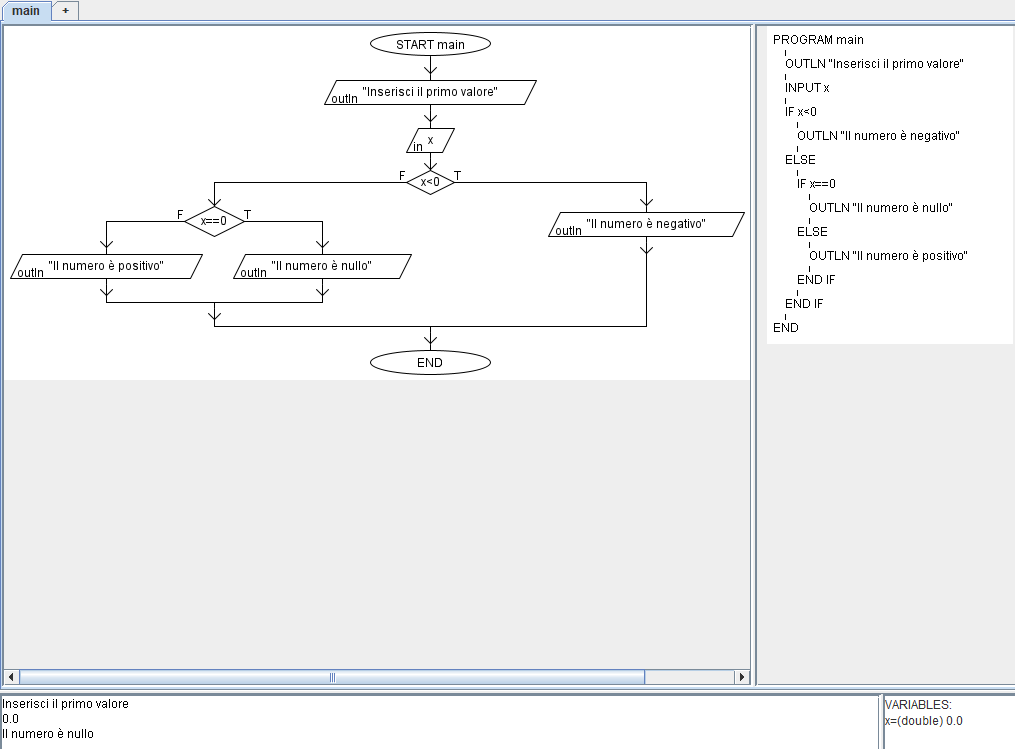 main +
START main
outln "Inserisci il primo valore"
in x
F x<0 T
F x==0 T
outln "Il numero è negativo"
outln "Il numero è positivo"
outln "Il numero è nullo"
END
PROGRAM main
OUTLN "Inserisci il primo valore"
INPUT x
IF x<0
OUTLN "Il numero è negativo"
ELSE
IF x==0
OUTLN "Il numero è nullo"
ELSE
OUTLN "Il numero è positivo"
END IF
END IF
END
Inserisci il primo valore
0.0
Il numero è nullo
VARIABLES:
x=(double) 0.0